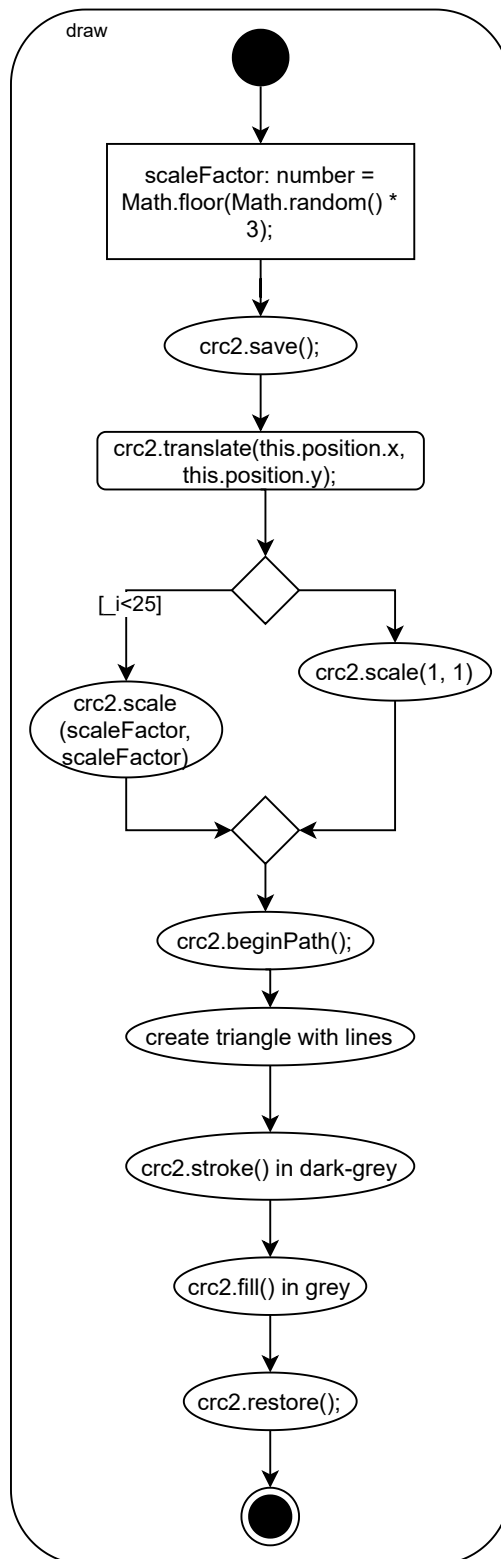 draw
scaleFactor: number =
Math.floor(Math.random() *
3);
crc2.save();
crc2.translate(this.position.x,
this.position.y);
[_i<25]
crc2.scale(1, 1)
crc2.scale
(scaleFactor,
scaleFactor)
crc2.beginPath();
create triangle with lines
crc2.stroke() in dark-grey
crc2.fill() in grey
crc2.restore();